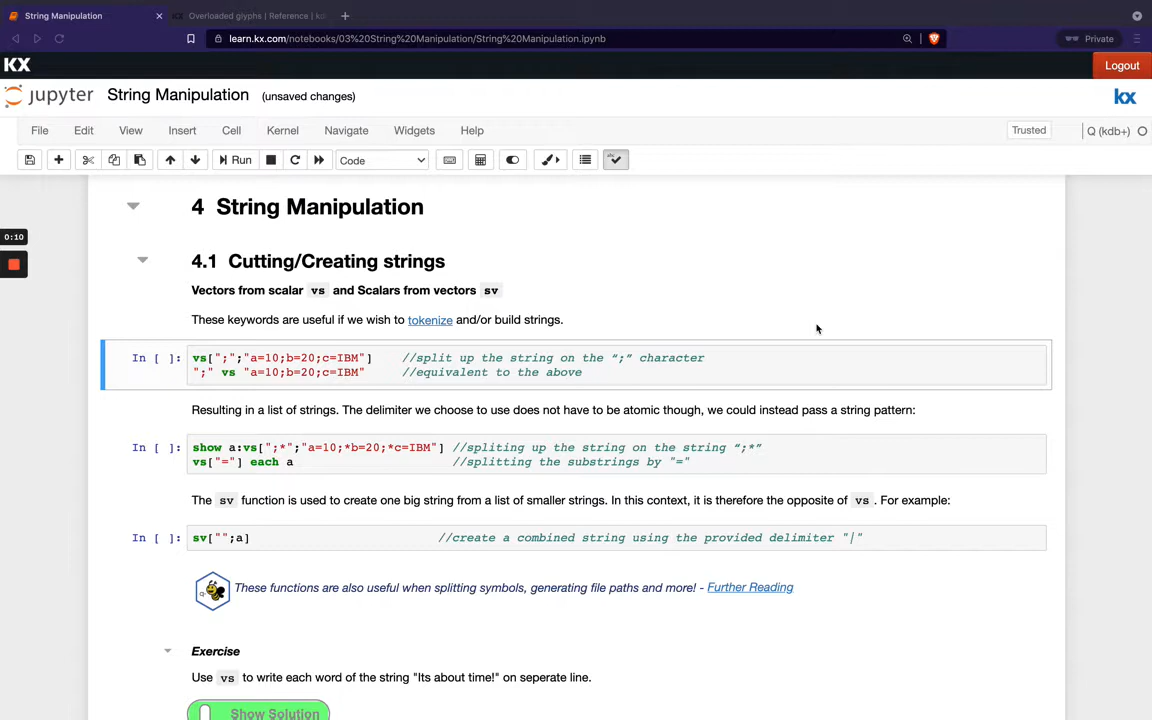 String Manipulation
Overloaded glyphs | Reference | ko
learn.kx.com/notebooks/03%20String%20Manipulation/String%20Manipulation.ipynb
Private
KX
Logout
jupyter String Manipulation (unsaved changes)
kx
File Edit View Insert Cell Kernel Navigate Widgets Help
Trusted
Q (kdb+)
Run
Code
0:10
4 String Manipulation
4.1 Cutting/Creating strings
Vectors from scalar vs and Scalars from vectors sv
These keywords are useful if we wish to tokenize and/or build strings.
In [ ]: vs[";";"a=10;b=20;c=IBM"] //split up the string on the “;” character
";" vs "a=10;b=20;c=IBM" //equivalent to the above
Resulting in a list of strings. The delimiter we choose to use does not have to be atomic though, we could instead pass a string pattern:
In [ ]: show a:vs[";*";"a=10;*b=20;*c=IBM"] //spliting up the string on the string “;*”
vs["="] each a //splitting the substrings by "="
The sv function is used to create one big string from a list of smaller strings. In this context, it is therefore the opposite of vs. For example:
In [ ]: sv["";a] //create a combined string using the provided delimiter "|"
These functions are also useful when splitting symbols, generating file paths and more! - Further Reading
Exercise
Use vs to write each word of the string "Its about time!" on seperate line.
Show Solution